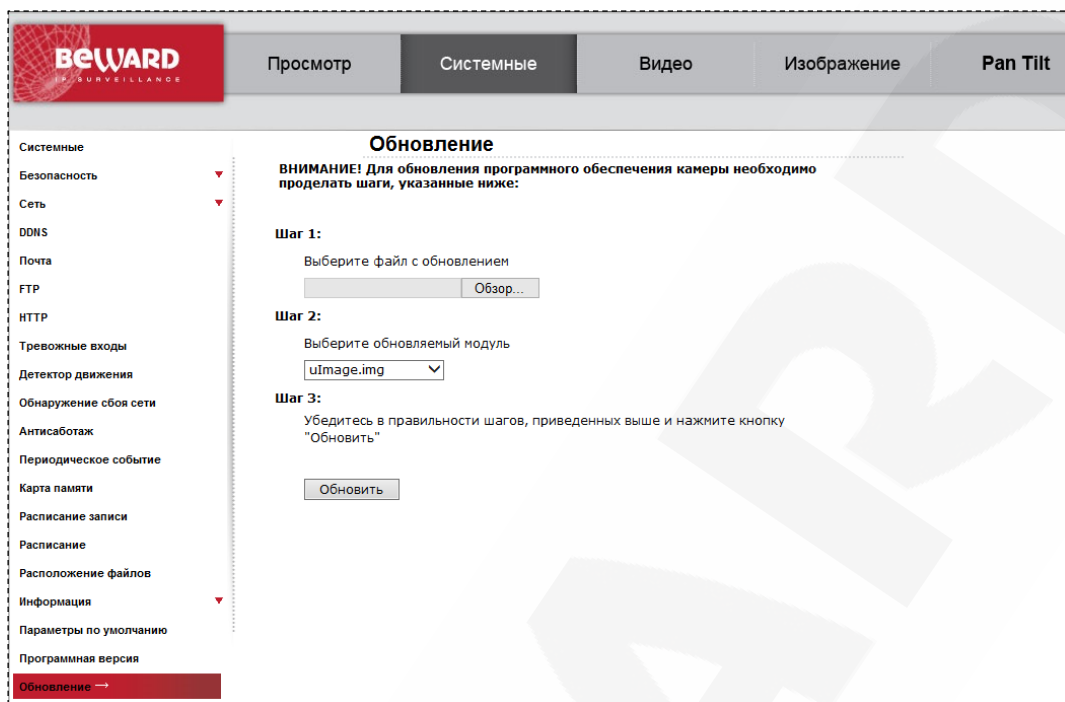 BEWARD
IP SURVEILLANCE
Просмотр
Системные
Видео
Изображение
Pan Tilt
Системные
Безопасность
Сеть
DDNS
Почта
FTP
HTTP
Тревожные входы
Детектор движения
Обнаружение сбоя сети
Антисаботаж
Периодическое событие
Карта памяти
Расписание записи
Расписание
Расположение файлов
Информация
Параметры по умолчанию
Программная версия
Обновление →
Обновление
ВНИМАНИЕ! Для обновления программного обеспечения камеры необходимо
проделать шаги, указанные ниже:
Шаг 1:
Выберите файл с обновлением
Обзор...
Шаг 2:
Выберите обновляемый модуль
uImage.img
Шаг 3:
Убедитесь в правильности шагов, приведенных выше и нажмите кнопку
"Обновить"
Обновить